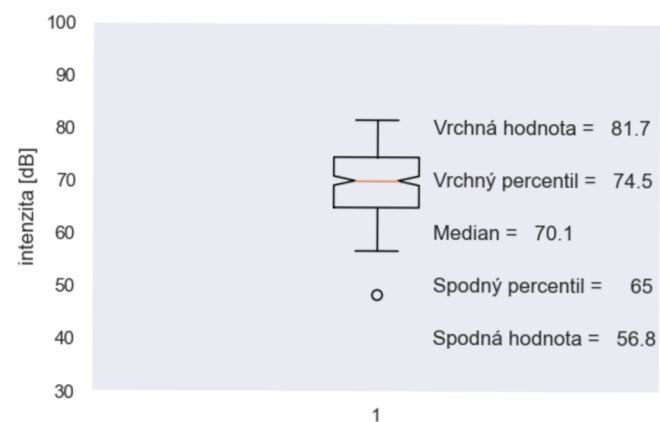 100
90
80
70
60
50
40
30
intenzita [dB]
Vrchná hodnota = 81.7
Vrchný percentil = 74.5
Median = 70.1
Spodný percentil = 65
Spodná hodnota = 56.8
1